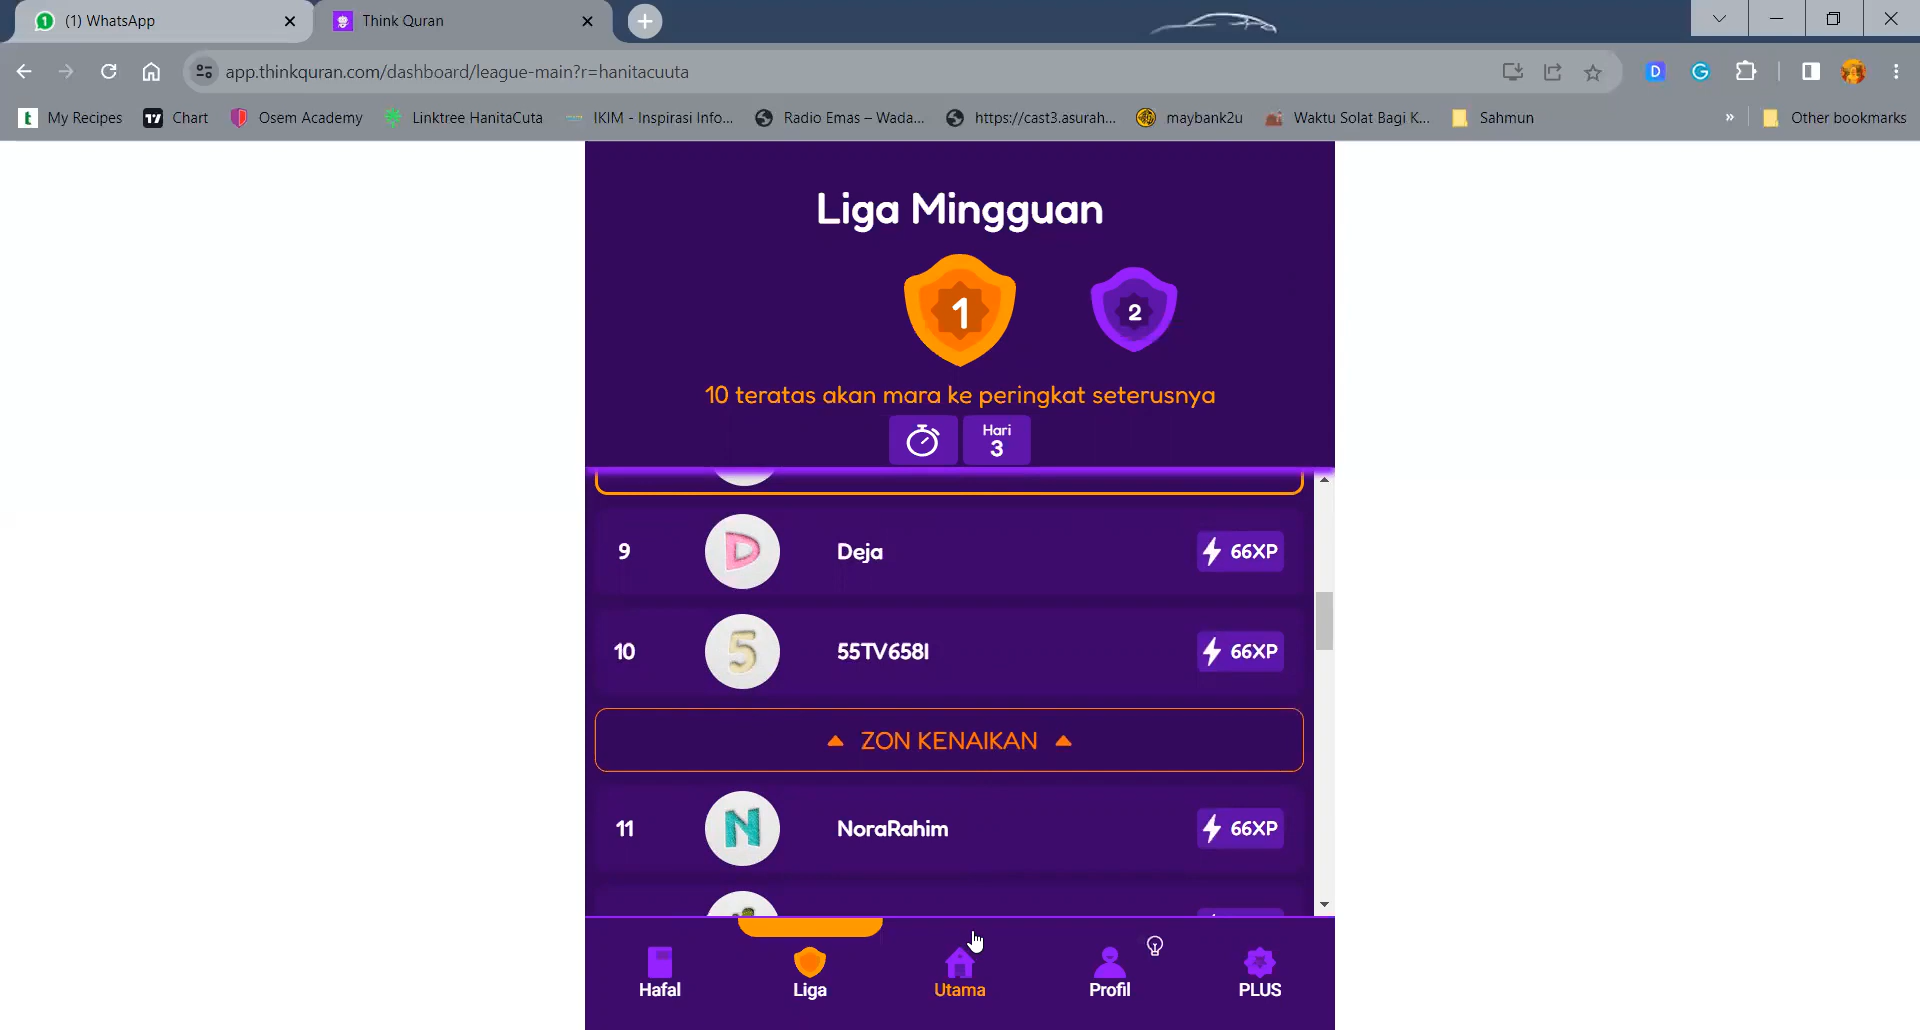 (1) WhatsApp
Think Quran
app.thinkquran.com/dashboard/league-main?r=hanitacuuta
My Recipes
Chart
Osem Academy
Linktree HanitaCuta
IKIM - Inspirasi Info...
Radio Emas – Wada...
https://cast3.asurah...
maybank2u
Waktu Solat Bagi K...
Sahmun
»
Other bookmarks
Liga Mingguan
1
2
10 teratas akan mara ke peringkat seterusnya
Hari
3
9 D Deja 66XP
10 5 55TV658I 66XP
ZON KENAIKAN
11 N NoraRahim 66XP
Hafal
Liga
Utama
Profil
PLUS